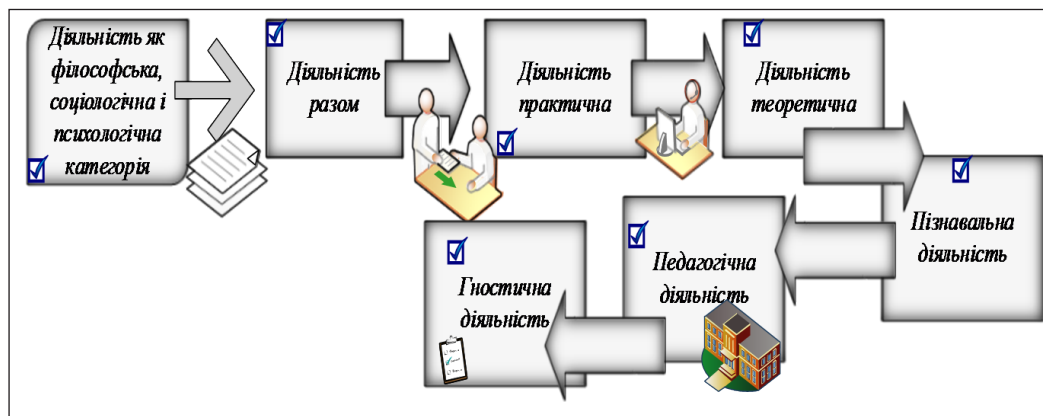 Діяльність як
філософська,
соціологічна і
психологічна
категорія
Діяльність
разом
Діяльність
практична
Діяльність
теоретична
Пізнавальна
діяльність
Педагогічна
діяльність
Гностична
діяльність